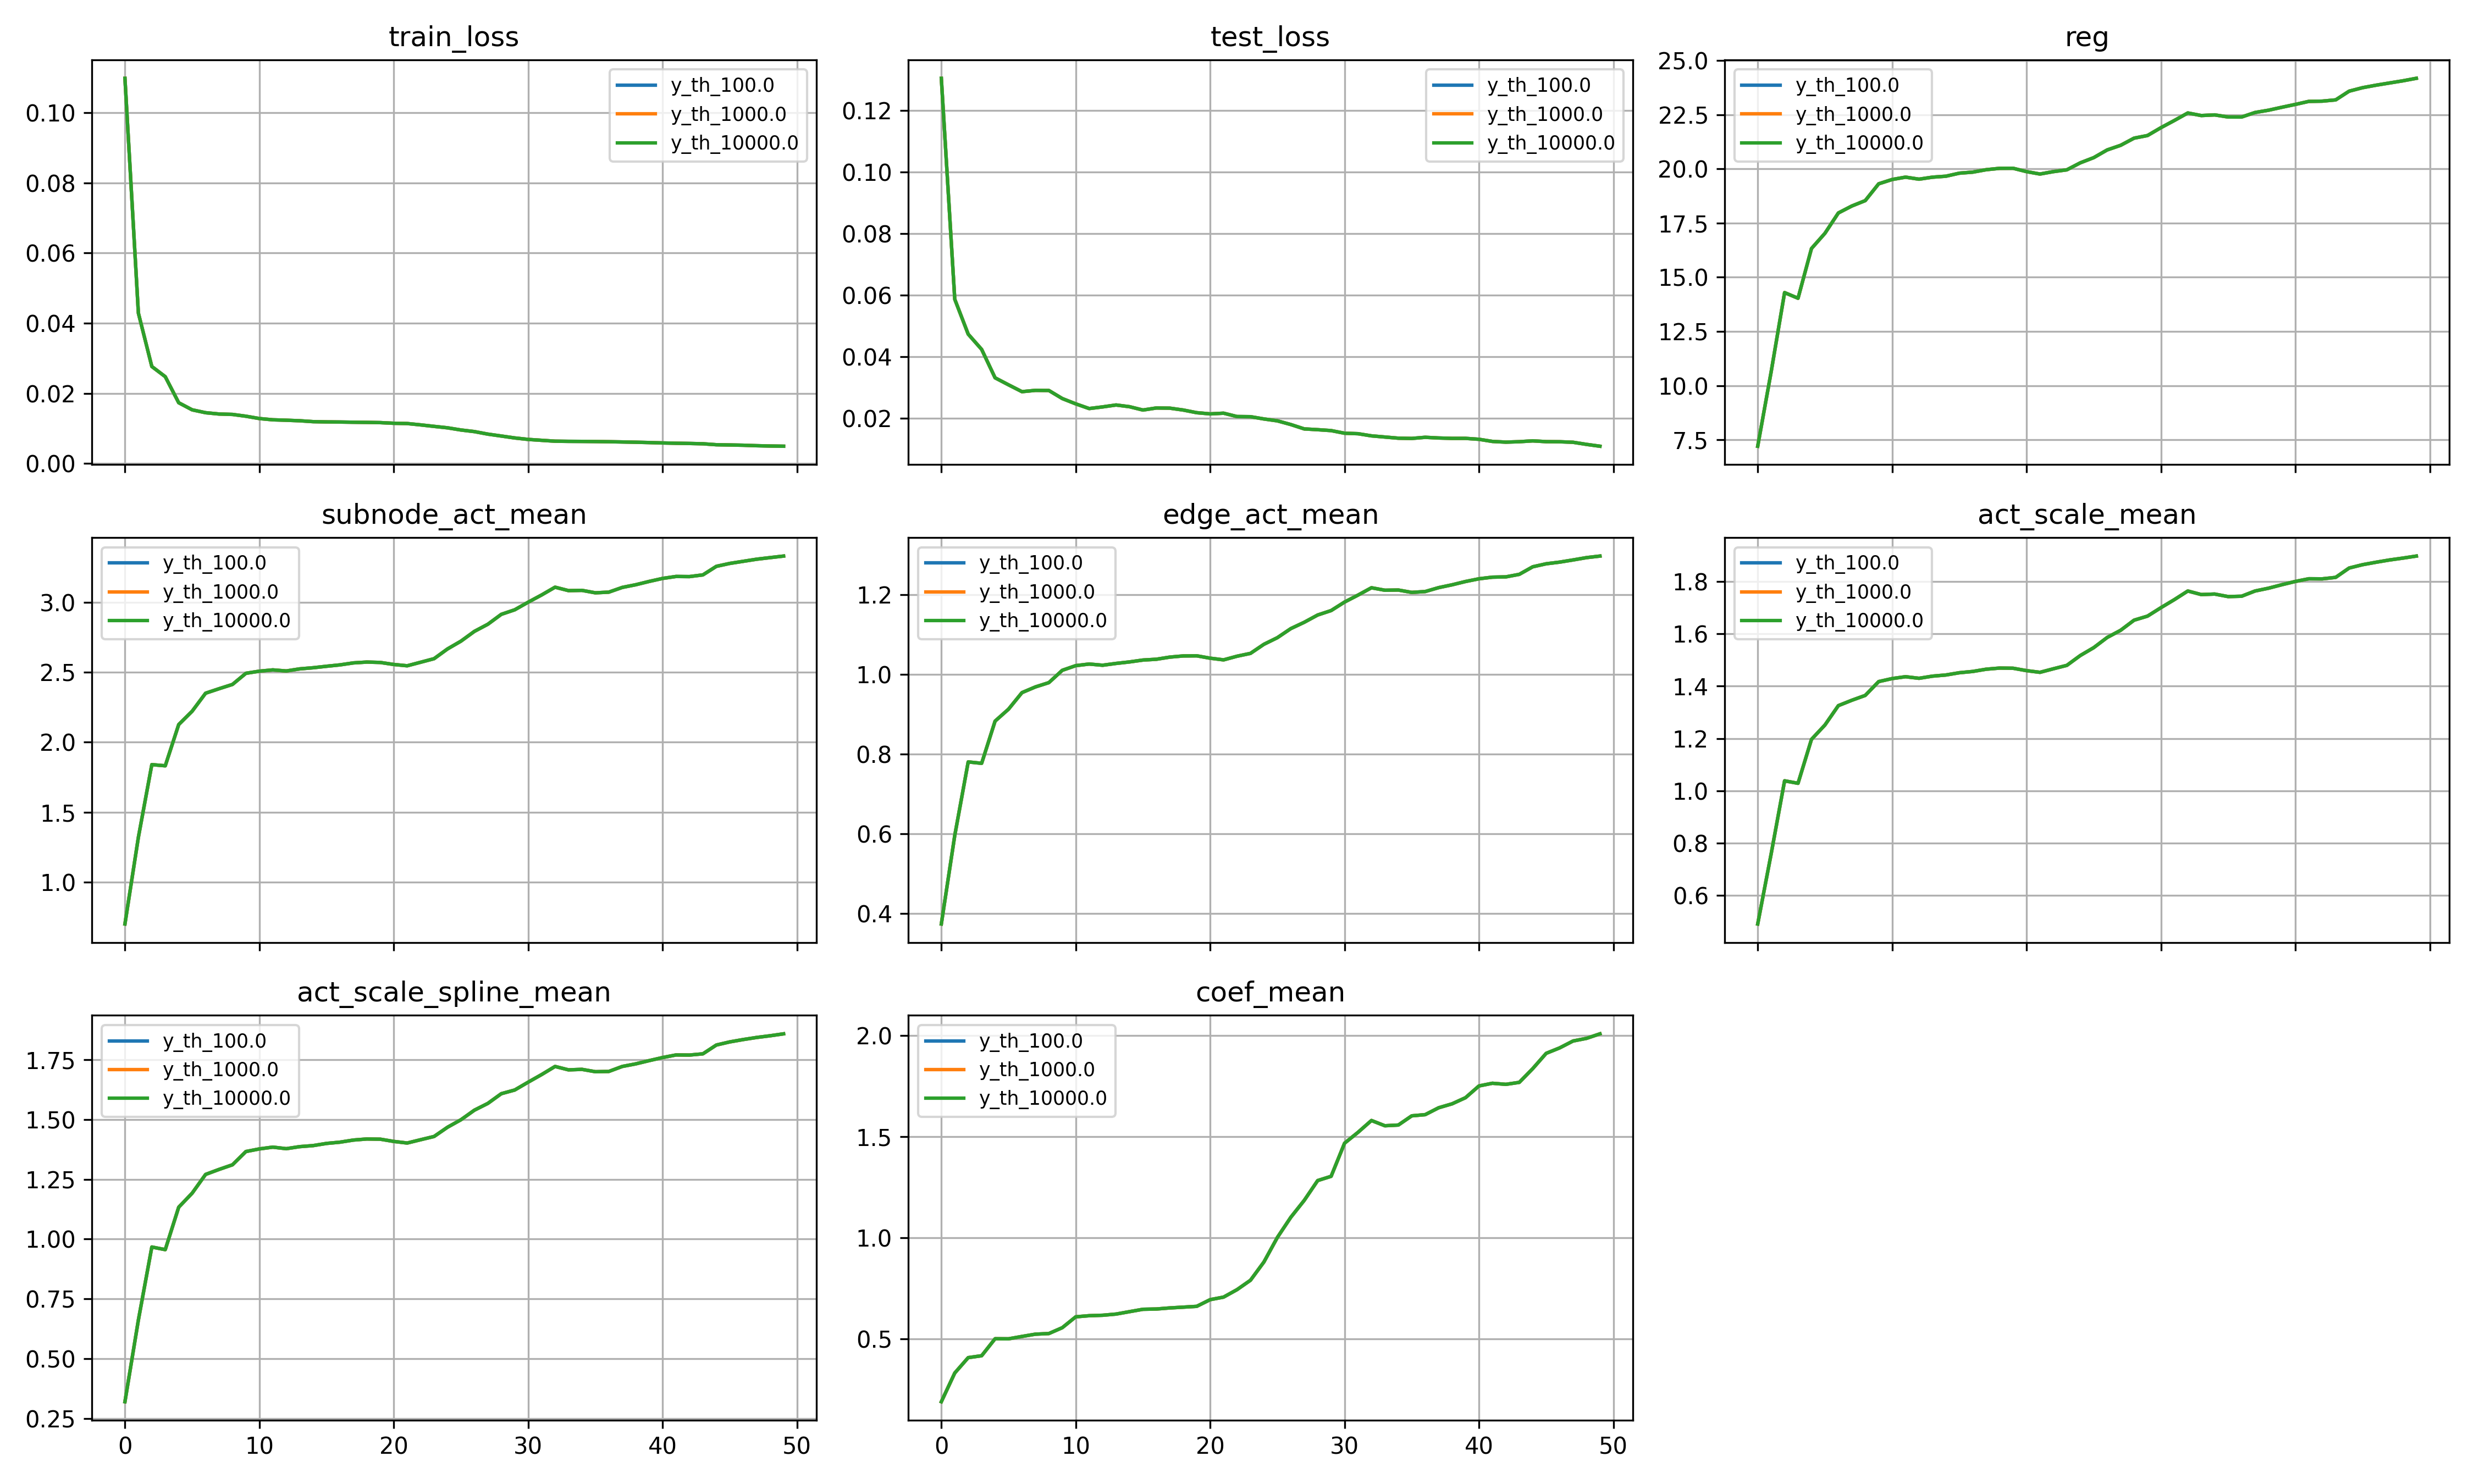 train_loss
0.10
0.08
0.06
0.04
0.02
0.00
y_th_100.0
y_th_1000.0
y_th_10000.0
test_loss
0.12
0.10
0.08
0.06
0.04
0.02
y_th_100.0
y_th_1000.0
y_th_10000.0
reg
25.0
22.5
20.0
17.5
15.0
12.5
10.0
7.5
y_th_100.0
y_th_1000.0
y_th_10000.0
subnode_act_mean
3.0
2.5
2.0
1.5
1.0
y_th_100.0
y_th_1000.0
y_th_10000.0
edge_act_mean
1.2
1.0
0.8
0.6
0.4
y_th_100.0
y_th_1000.0
y_th_10000.0
act_scale_mean
1.8
1.6
1.4
1.2
1.0
0.8
0.6
y_th_100.0
y_th_1000.0
y_th_10000.0
act_scale_spline_mean
1.75
1.50
1.25
1.00
0.75
0.50
0.25
y_th_100.0
y_th_1000.0
y_th_10000.0
0 10 20 30 40 50
coef_mean
2.0
1.5
1.0
0.5
y_th_100.0
y_th_1000.0
y_th_10000.0
0 10 20 30 40 50